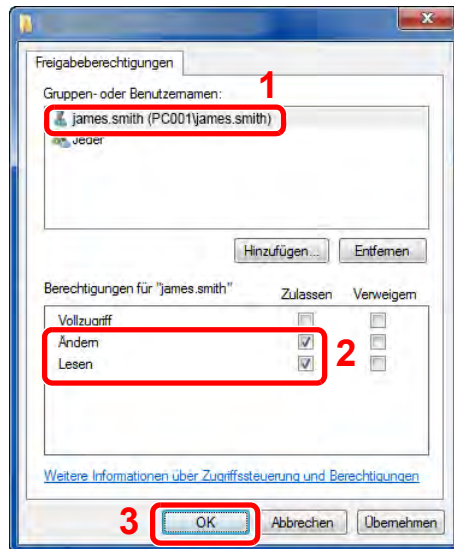 Freigabeberechtigungen
Gruppen- oder Benutzernamen:
1
james.smith (PC001\james.smith)
Jeder
Hinzufügen...
Entfernen
Berechtigungen für "james.smith"
Zulassen
Verweigern
Vollzugriff
Ändern
Lesen
2
Weitere Informationen über Zugriffssteuerung und Berechtigungen
3
OK
Abbrechen
Übernehmen